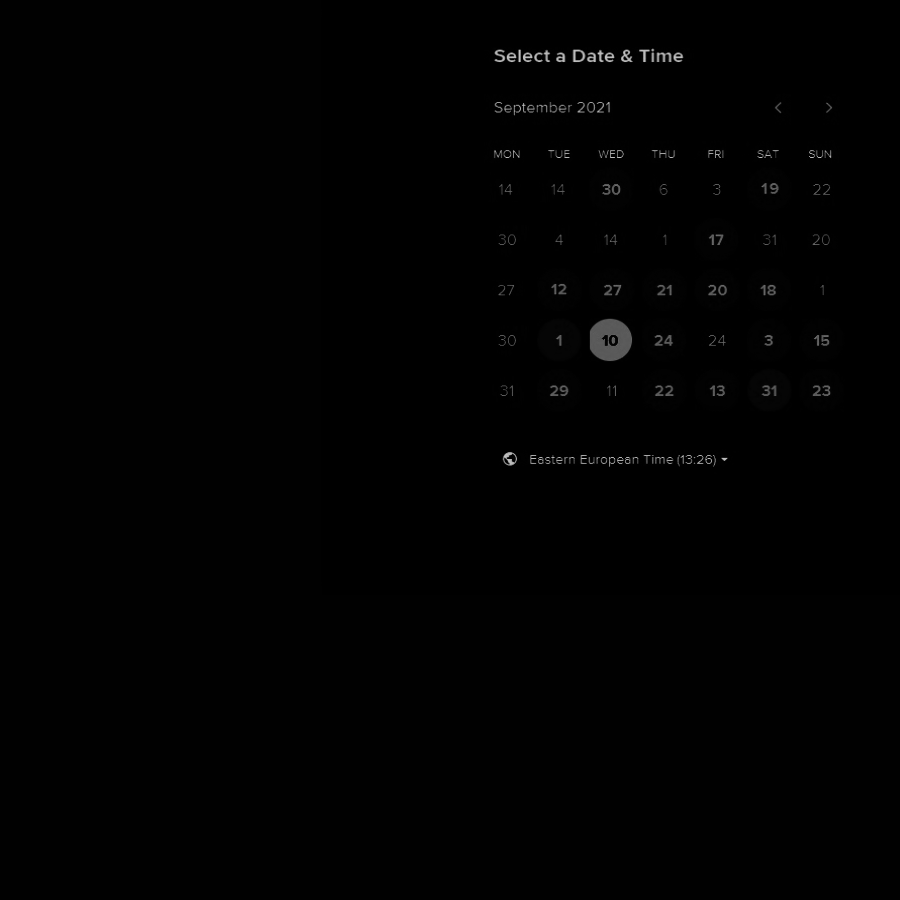 Select a Date & Time
September 2021
MON TUE WED THU FRI SAT SUN
14 14 30 6 3 19 22
30 4 14 1 17 31 20
27 12 27 21 20 18 1
30 1 10 24 24 3 15
31 29 11 22 13 31 23
Eastern European Time (13:26)